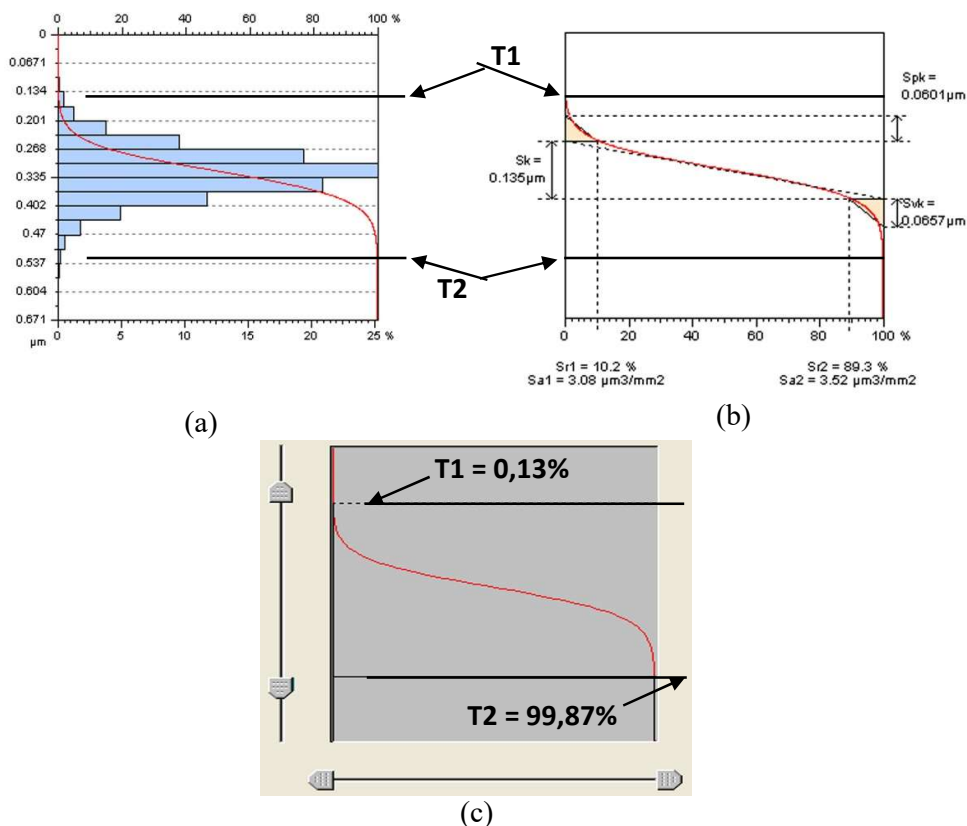 0 20 40 60 80 100 %
0
0.0671
0.134
0.201
0.268
0.335
0.402
0.47
0.537
0.604
0.671
µm
0 5 10 15 20 25 %
T1
T2
Spk =
0.0601µm
Sk =
0.135µm
Svk =
0.0657µm
0 20 40 60 80 100 %
Sr1 = 10.2 %
Sa1 = 3.08 µm3/mm2
Sr2 = 89.3 %
Sa2 = 3.52 µm3/mm2
(a)
(b)
T1 = 0,13%
T2 = 99,87%
(c)